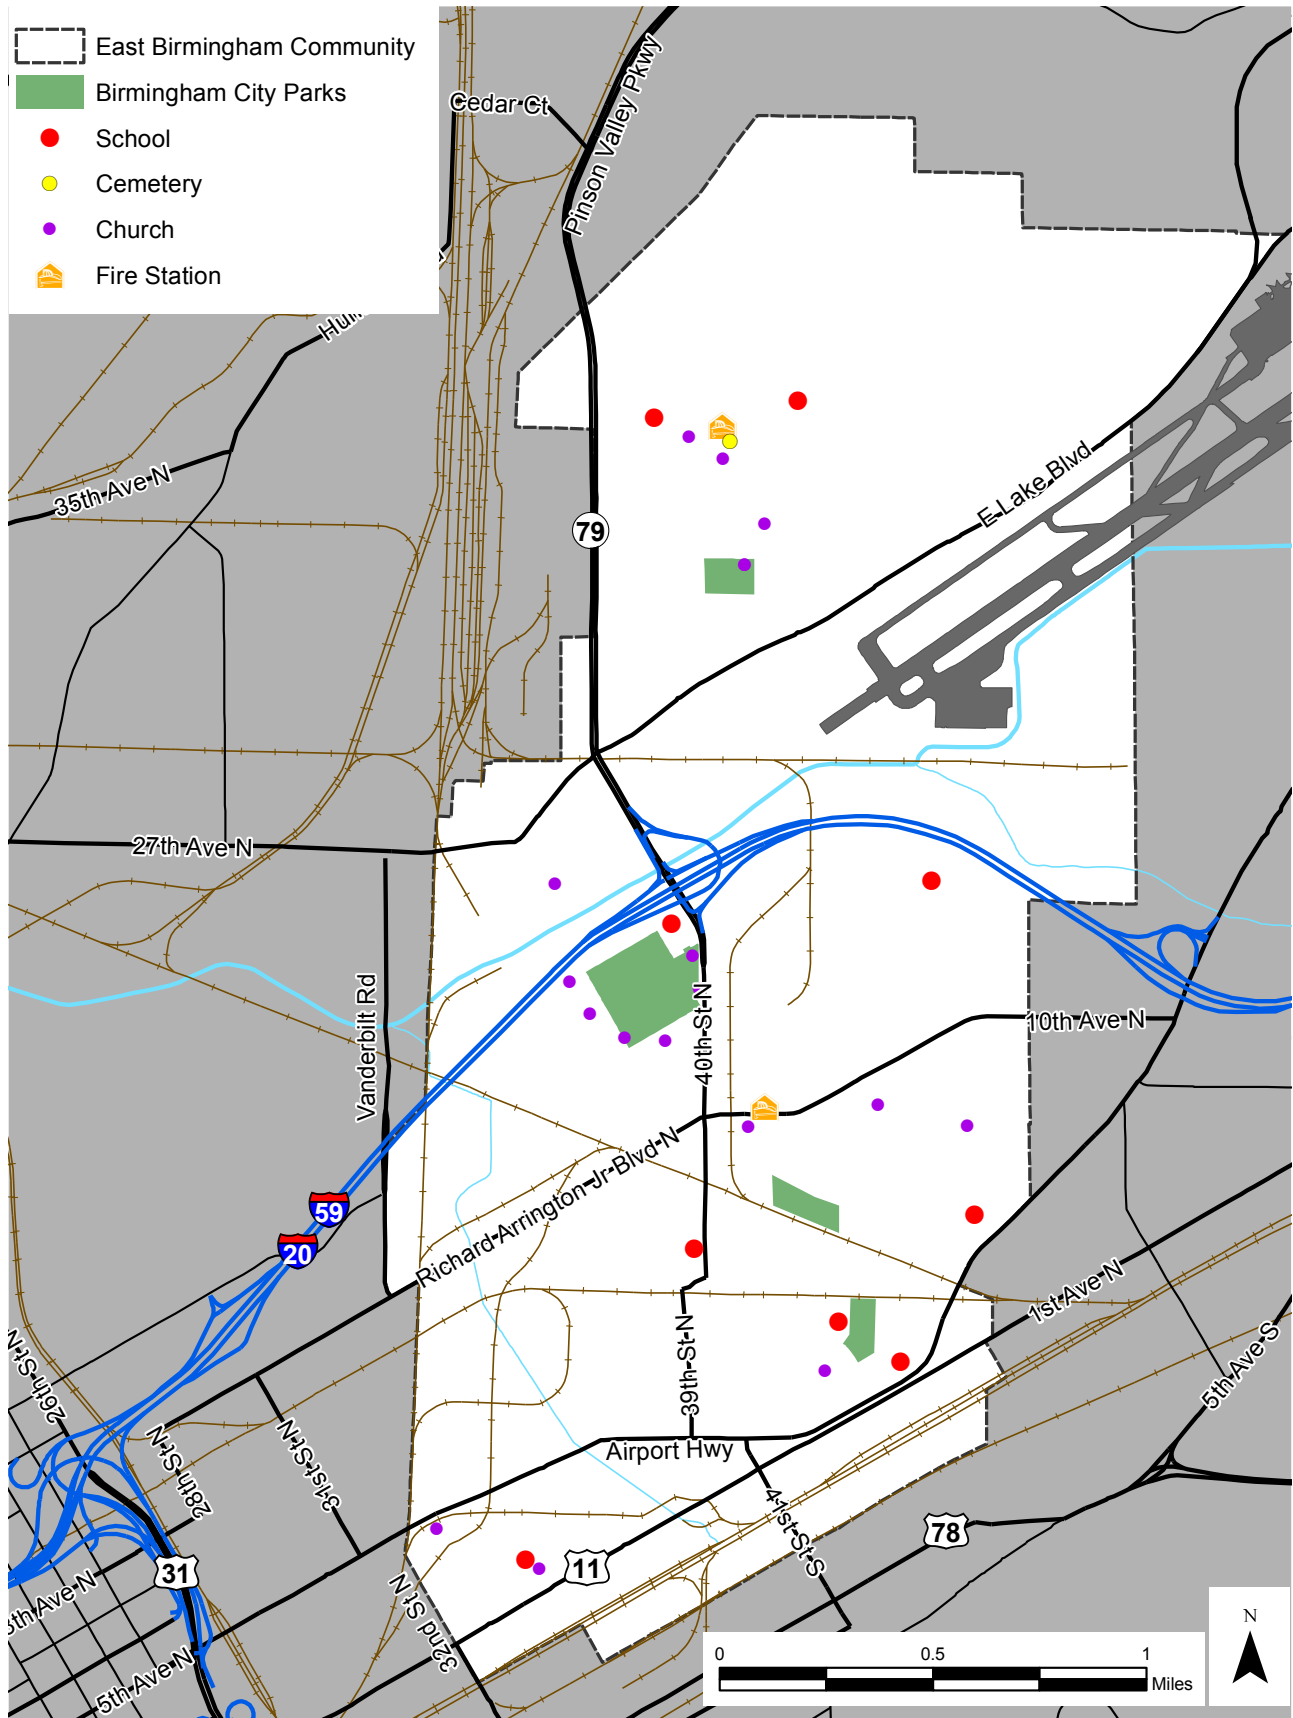 East Birmingham Community
Birmingham City Parks
School
Cemetery
Church
Fire Station
Cedar Ct
Pinson Valley Pkwy
35th Ave N
79
E Lake Blvd
27th Ave N
Vanderbilt Rd
40th St N
10th Ave N
Richard Arrington Jr Blvd N
59
20
1st Ave N
39th St N
5th Ave S
26th St N
28th St N
31st St N
Airport Hwy
41st St S
78
11
31
32nd St N
5th Ave N
N
0 0.5 1
Miles